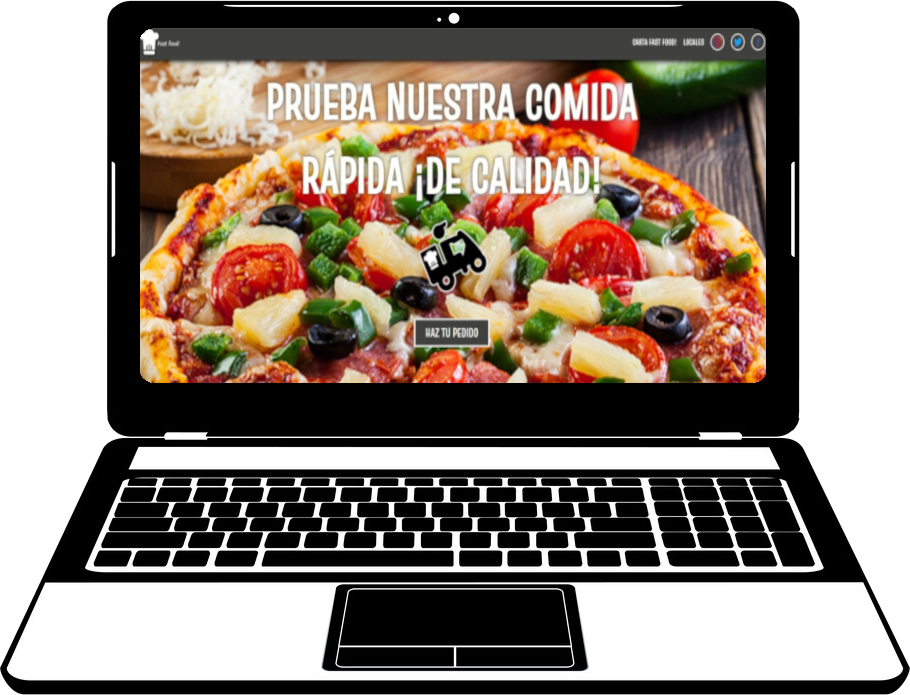 Fast Food!
CARTA FAST FOOD!
LOCALES
PRUEBA NUESTRA COMIDA
RÁPIDA ¡DE CALIDAD!
HAZ TU PEDIDO